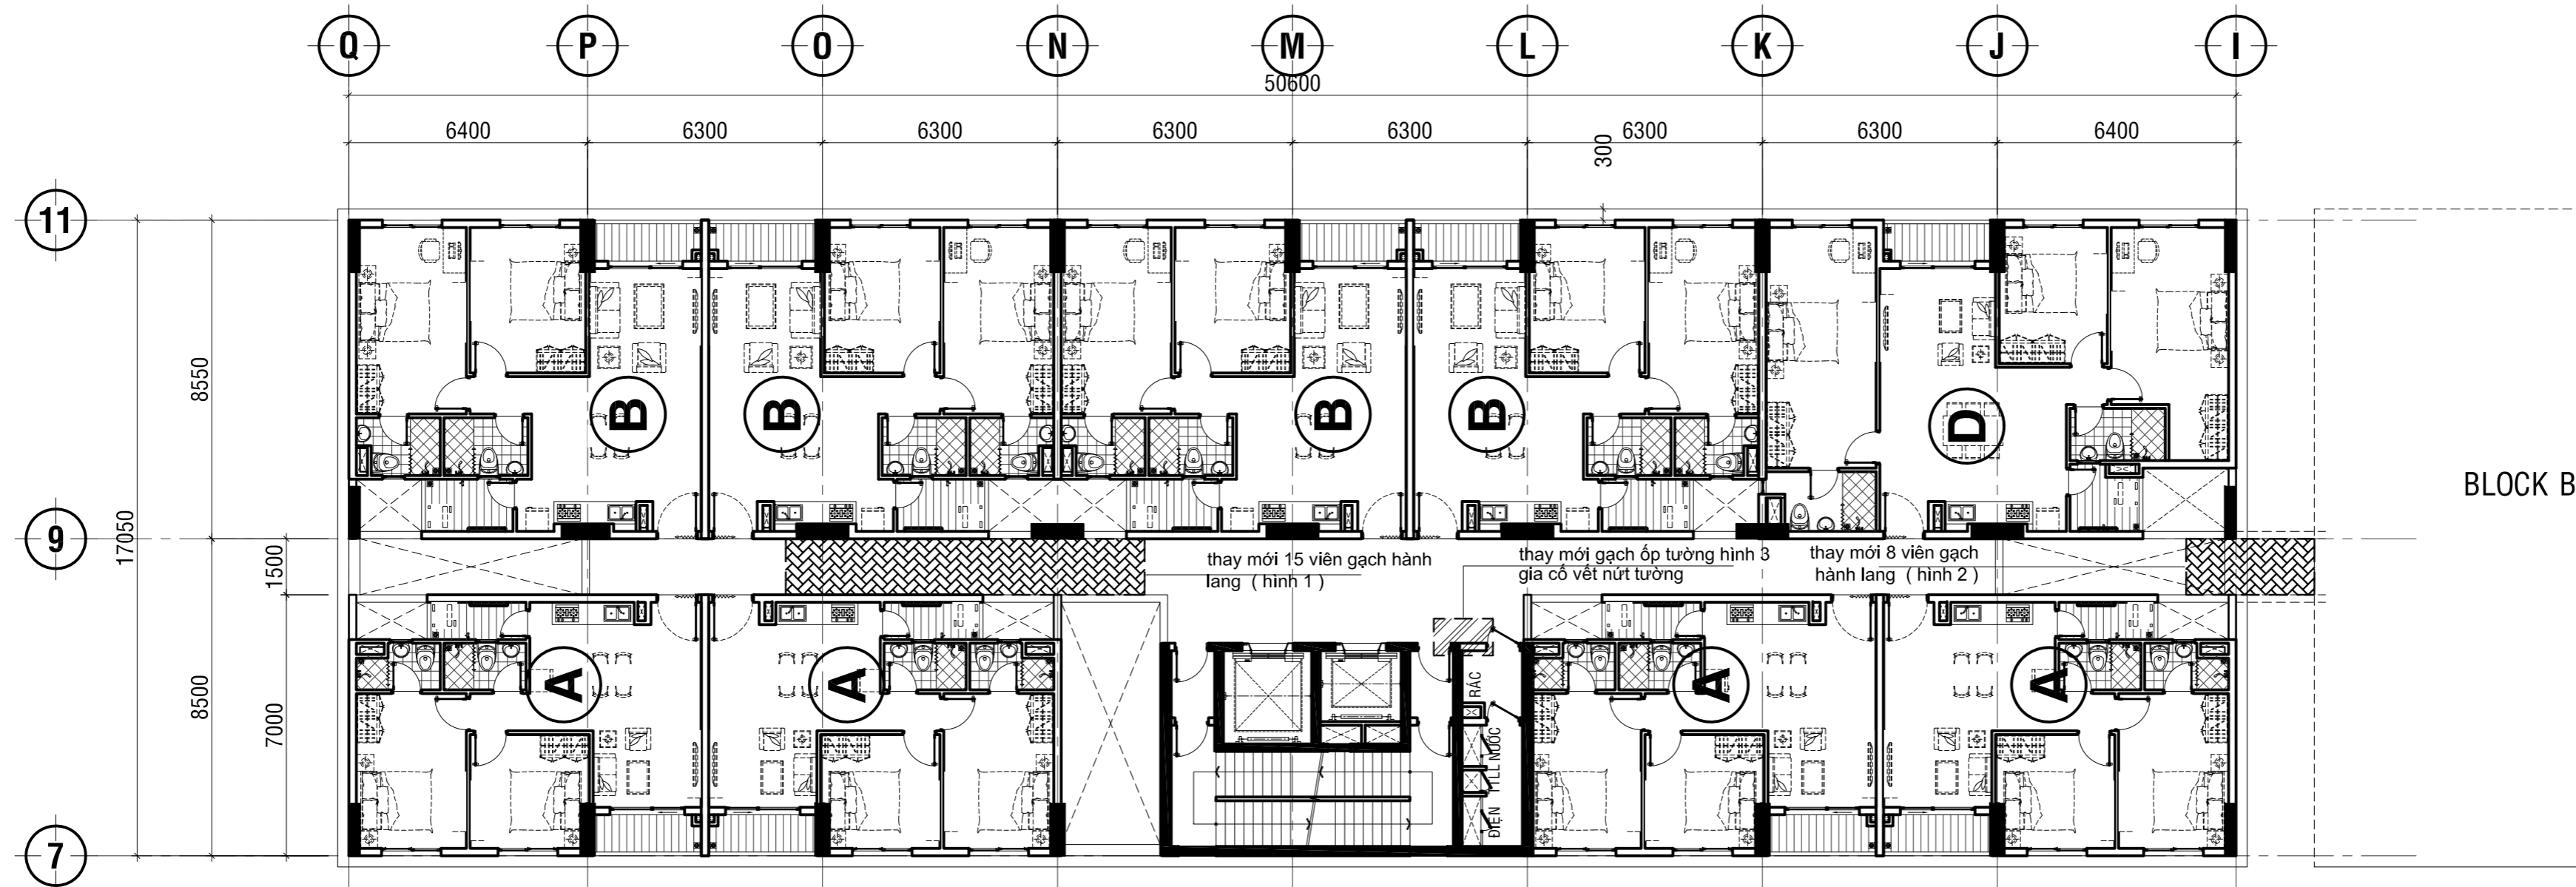 Q P O N M L K J I
50600
6400 6300 6300 6300 6300 6300 6300 6400
300
11
8550
B B B B D
BLOCK B
9
17050
1500
thay mới 15 viên gạch hành
lang ( hình 1 )
thay mới gạch ốp tường hình 3
gia cố vết nứt tường
thay mới 8 viên gạch
hành lang ( hình 2 )
8500
7000
A A A A
RÁC
TLL NƯỚC
ĐIỆN
7